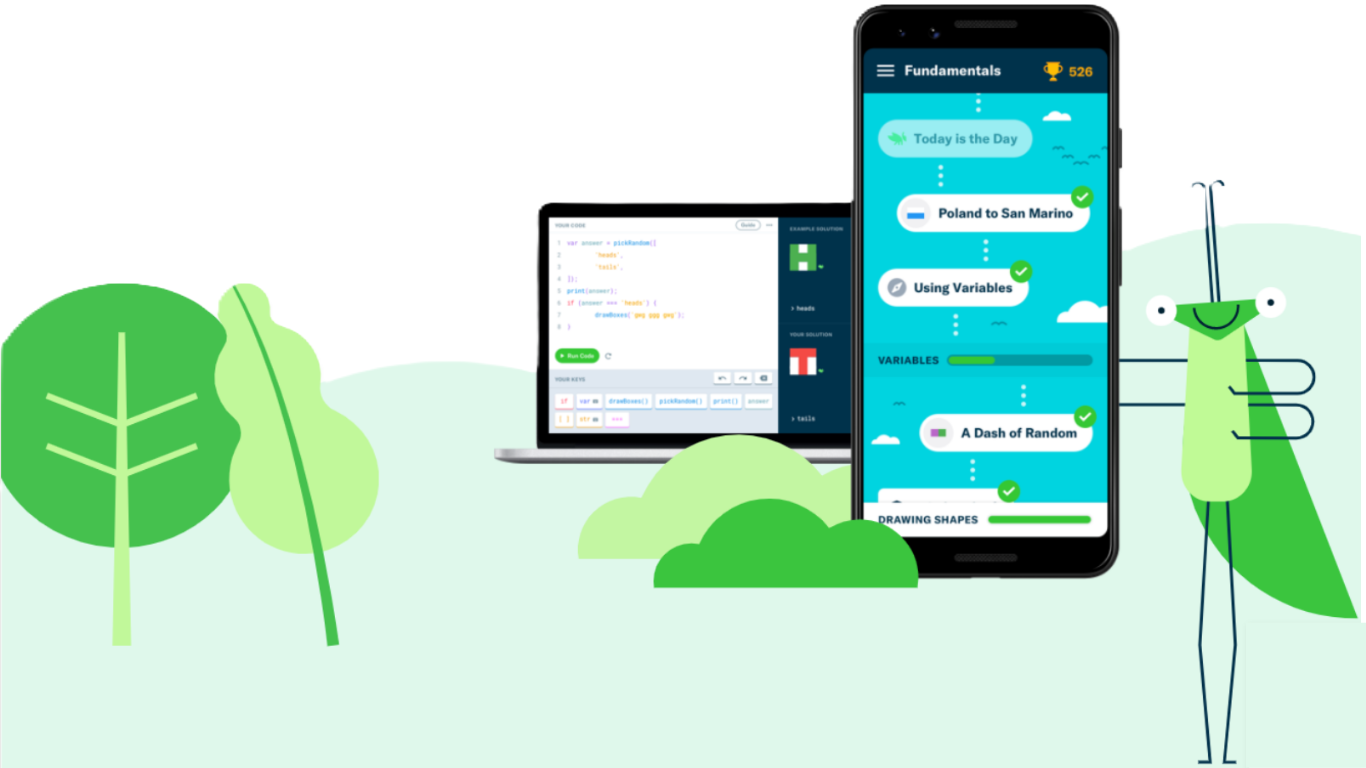 YOUR CODE
Guide
1 var answer = pickRandom([
2 'heads',
3 'tails',
4 ]);
5 print(answer);
6 if (answer === 'heads') {
7 drawBoxes('gwg ggg gwg');
8 }
Run Code
YOUR KEYS
if var drawBoxes() pickRandom() print() answer
{ } str ===
EXAMPLE SOLUTION
> heads
YOUR SOLUTION
> tails
Fundamentals 526
Today is the Day
Poland to San Marino
Using Variables
VARIABLES
A Dash of Random
DRAWING SHAPES